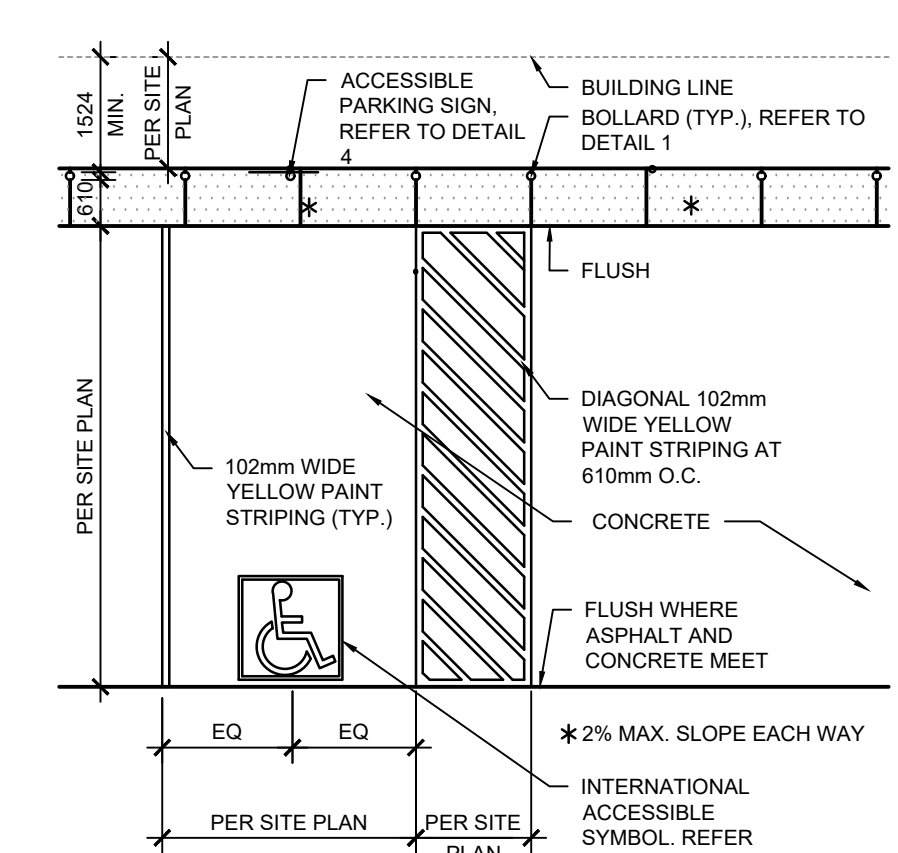 1524
MIN.
PER SITE
PLAN
ACCESSIBLE
PARKING SIGN,
REFER TO DETAIL
4
BUILDING LINE
BOLLARD (TYP.), REFER TO
DETAIL 1
610
FLUSH
PER SITE PLAN
102mm WIDE
YELLOW PAINT
STRIPING (TYP.)
DIAGONAL 102mm
WIDE YELLOW
PAINT STRIPING AT
610mm O.C.
CONCRETE
FLUSH WHERE
ASPHALT AND
CONCRETE MEET
EQ
EQ
* 2% MAX. SLOPE EACH WAY
INTERNATIONAL
ACCESSIBLE
SYMBOL. REFER
PER SITE PLAN
PER SITE
PLAN